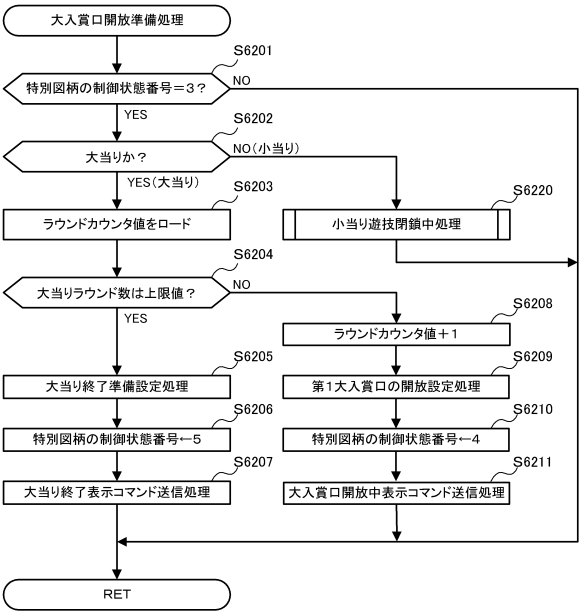 大入賞口開放準備処理
S6201
特別図柄の制御状態番号＝3？
NO
YES
S6202
大当りか？
NO(小当り)
YES(大当り)
S6203
ラウンドカウンタ値をロード
S6220
小当り遊技閉鎖中処理
S6204
大当りラウンド数は上限値？
NO
YES
S6208
ラウンドカウンタ値＋1
S6205
大当り終了準備設定処理
S6209
第1大入賞口の開放設定処理
S6206
特別図柄の制御状態番号←5
S6210
特別図柄の制御状態番号←4
S6207
大当り終了表示コマンド送信処理
S6211
大入賞口開放中表示コマンド送信処理
RET